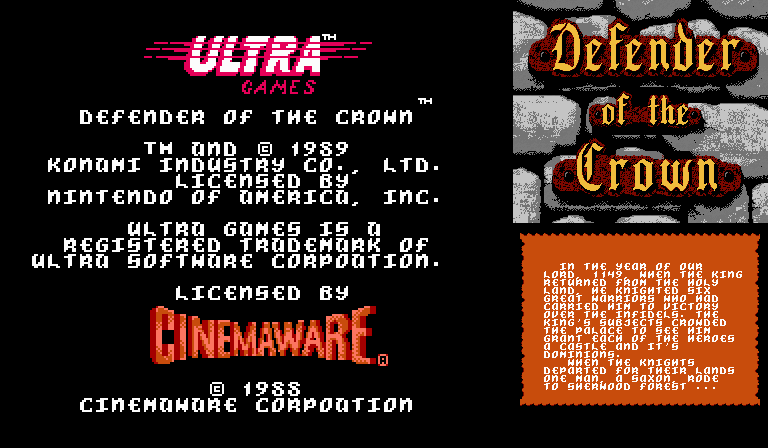 ULTRA™
GAMES
DEFENDER OF THE CROWN™
TM AND © 1989
KONAMI INDUSTRY CO., LTD.
LICENSED BY
NINTENDO OF AMERICA, INC.
ULTRA GAMES IS A
REGISTERED TRADEMARK OF
ULTRA SOFTWARE CORPOATION.
LICENSED BY
CINEMAWARE®
© 1988
CINEMAWARE CORPOATION
Defender
of the
Crown
IN THE YEAR OF OUR
LORD, 1149, WHEN THE KING
RETURNED FROM THE HOLY
LAND, HE KNIGHTED SIX
GREAT WARRIORS WHO HAD
CARRIED HIM TO VICTORY
OVER THE INFIDELS. THE
KING'S SUBJECTS CROWDED
THE PALACE TO SEE HIM
GRANT EACH OF THE HEROES
A CASTLE AND IT'S
DOMINIONS.
WHEN THE KNIGHTS
DEPARTED FOR THEIR LANDS
ONE MAN, A SAXON, RODE
TO SHERWOOD FOREST ...